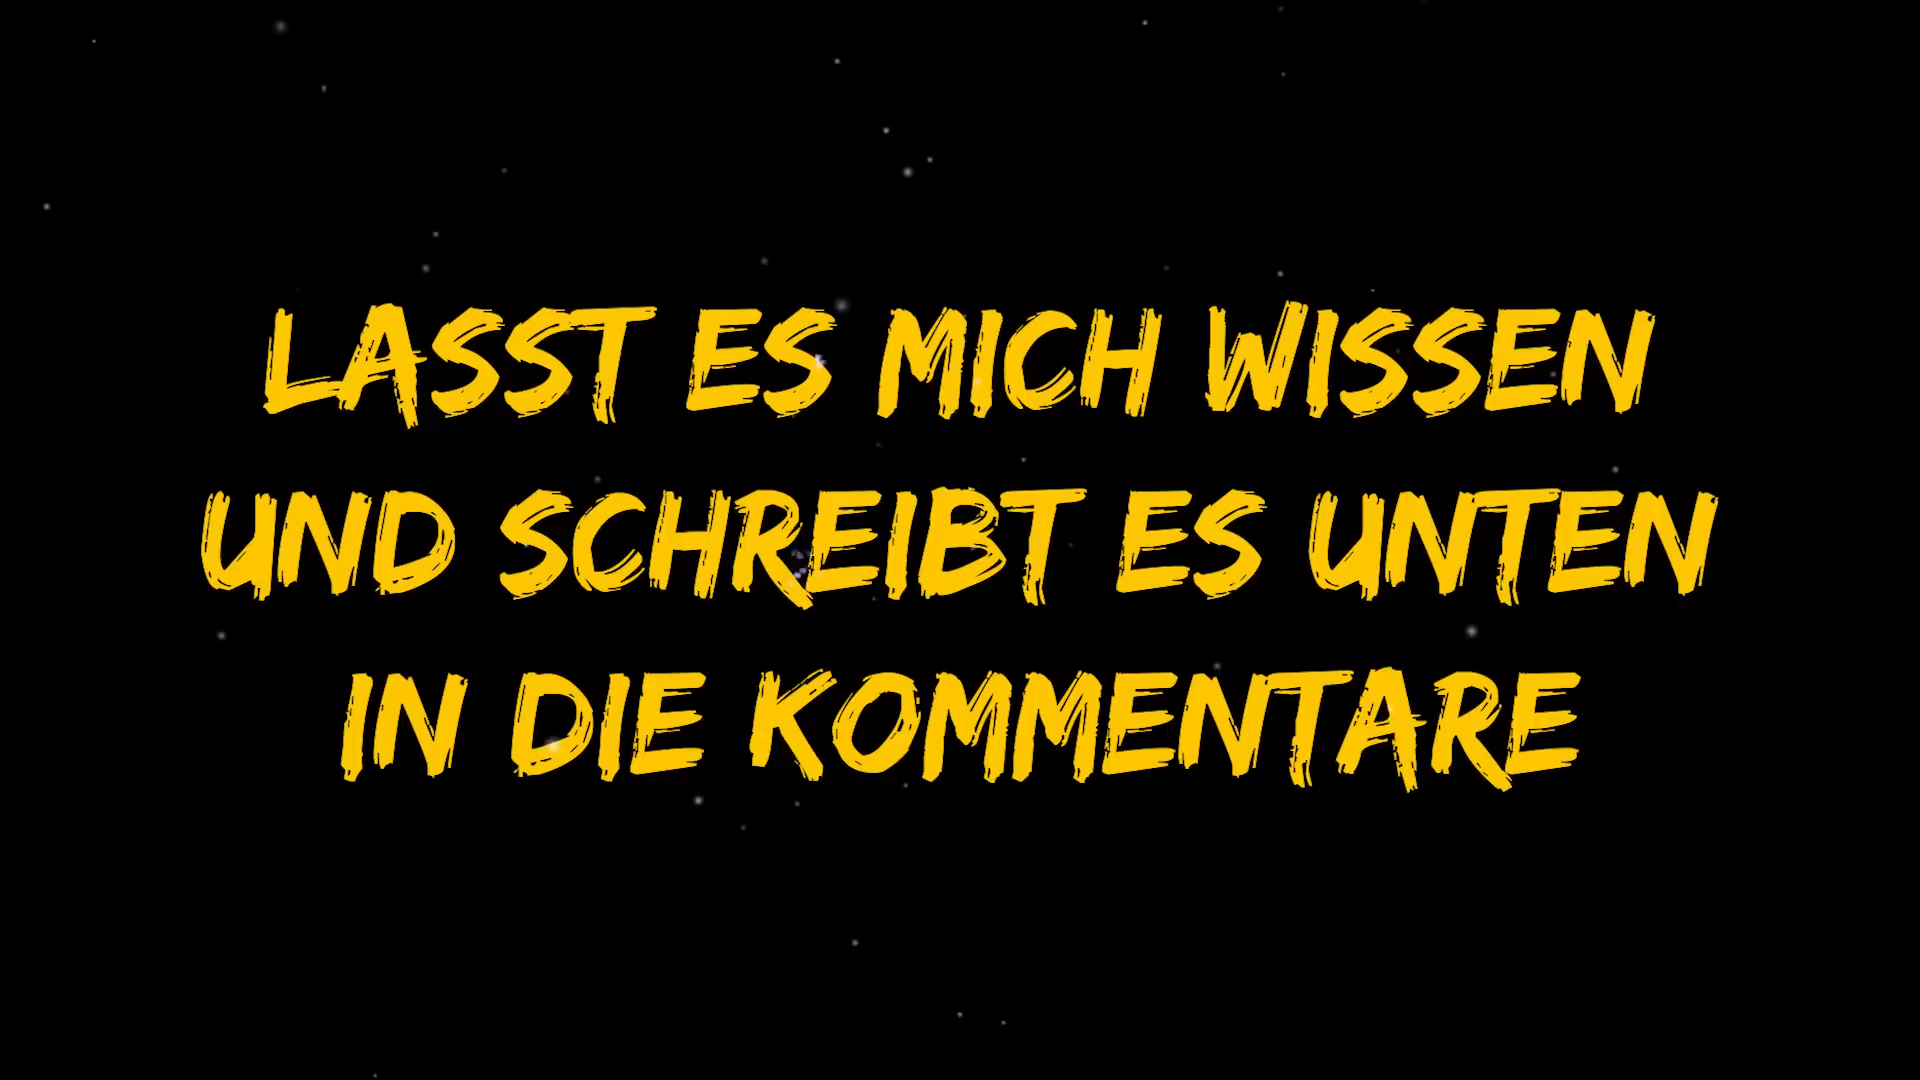 LASST ES MICH WISSEN
UND SCHREIBT ES UNTEN
IN DIE KOMMENTARE